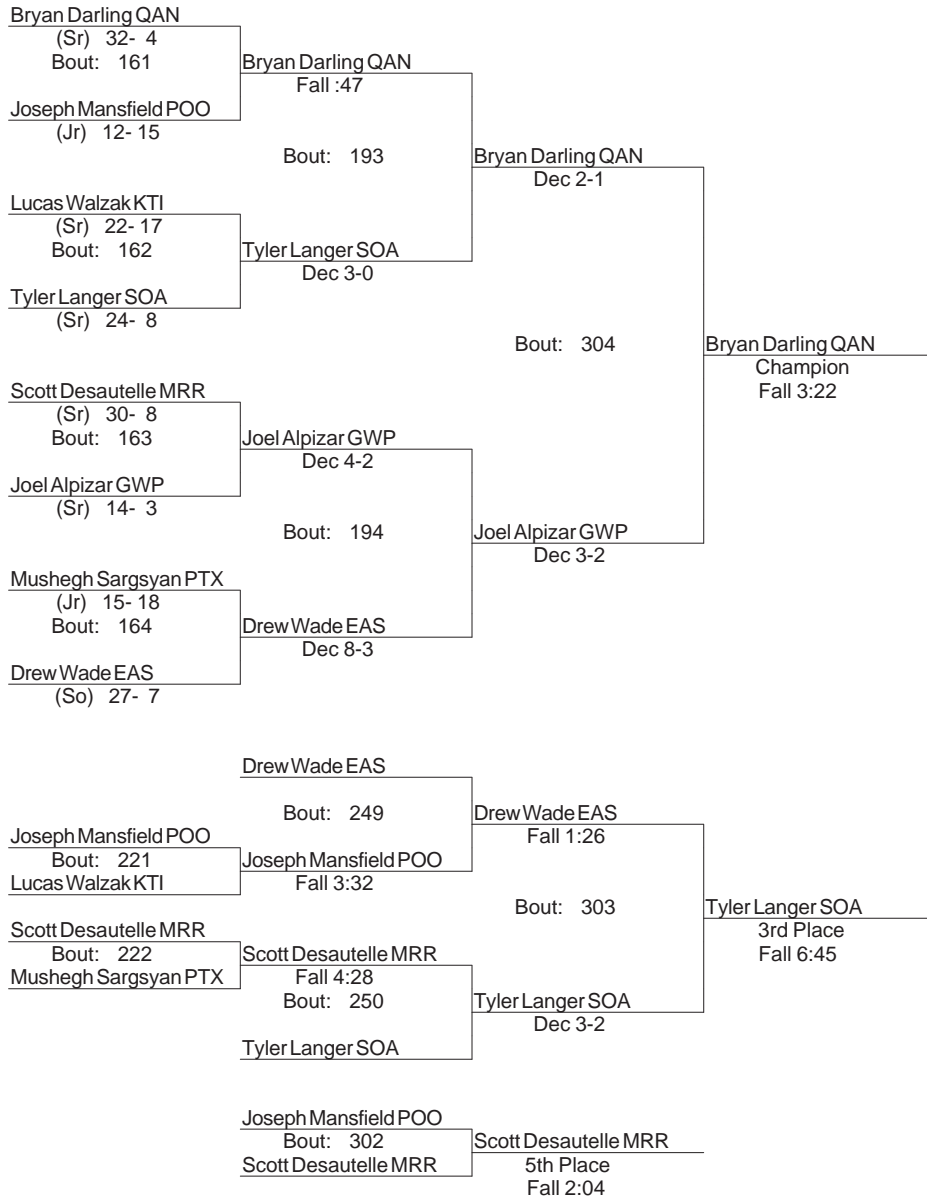 Bryan Darling QAN
(Sr) 32- 4
Bout: 161
Bryan Darling QAN
Fall :47
Joseph Mansfield POO
(Jr) 12- 15
Bout: 193
Bryan Darling QAN
Dec 2-1
Lucas Walzak KTI
(Sr) 22- 17
Bout: 162
Tyler Langer SOA
Dec 3-0
Tyler Langer SOA
(Sr) 24- 8
Bout: 304
Bryan Darling QAN
Champion
Fall 3:22
Scott Desautelle MRR
(Sr) 30- 8
Bout: 163
Joel Alpizar GWP
Dec 4-2
Joel Alpizar GWP
(Sr) 14- 3
Bout: 194
Joel Alpizar GWP
Dec 3-2
Mushegh Sargsyan PTX
(Jr) 15- 18
Bout: 164
Drew Wade EAS
Dec 8-3
Drew Wade EAS
(So) 27- 7
Drew Wade EAS
Bout: 249
Drew Wade EAS
Fall 1:26
Joseph Mansfield POO
Bout: 221
Joseph Mansfield POO
Lucas Walzak KTI
Fall 3:32
Bout: 303
Tyler Langer SOA
3rd Place
Fall 6:45
Scott Desautelle MRR
Bout: 222
Scott Desautelle MRR
Mushegh Sargsyan PTX
Fall 4:28
Bout: 250
Tyler Langer SOA
Dec 3-2
Tyler Langer SOA
Joseph Mansfield POO
Bout: 302
Scott Desautelle MRR
Scott Desautelle MRR
5th Place
Fall 2:04